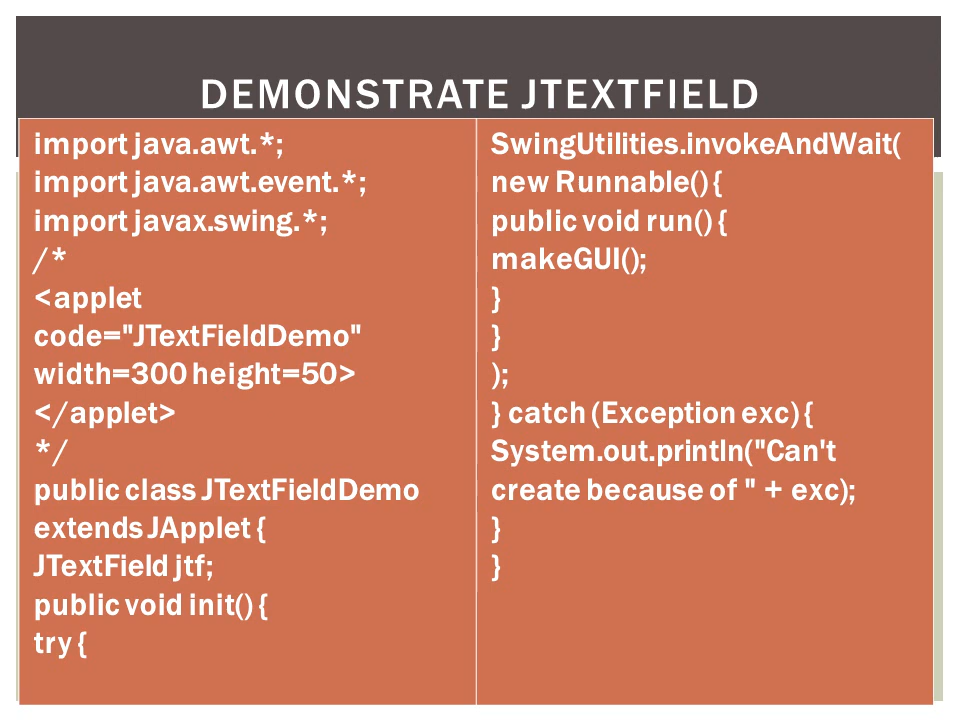 DEMONSTRATE JTEXTFIELD
import java.awt.*;
import java.awt.event.*;
import javax.swing.*;
/*
<applet
code="JTextFieldDemo"
width=300 height=50>
</applet>
*/
public class JTextFieldDemo
extends JApplet {
JTextField jtf;
public void init() {
try {
SwingUtilities.invokeAndWait(
new Runnable() {
public void run() {
makeGUI();
}
}
);
} catch (Exception exc) {
System.out.println("Can't
create because of " + exc);
}
}